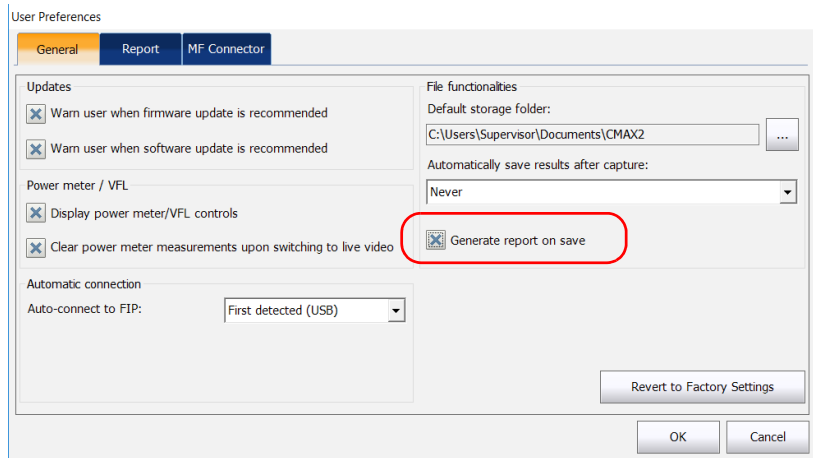 User Preferences
General
Report
MF Connector
Updates
Warn user when firmware update is recommended
Warn user when software update is recommended
Power meter / VFL
Display power meter/VFL controls
Clear power meter measurements upon switching to live video
Automatic connection
Auto-connect to FIP:
First detected (USB)
File functionalities
Default storage folder:
C:\Users\Supervisor\Documents\CMAX2
...
Automatically save results after capture:
Never
Generate report on save
Revert to Factory Settings
OK
Cancel